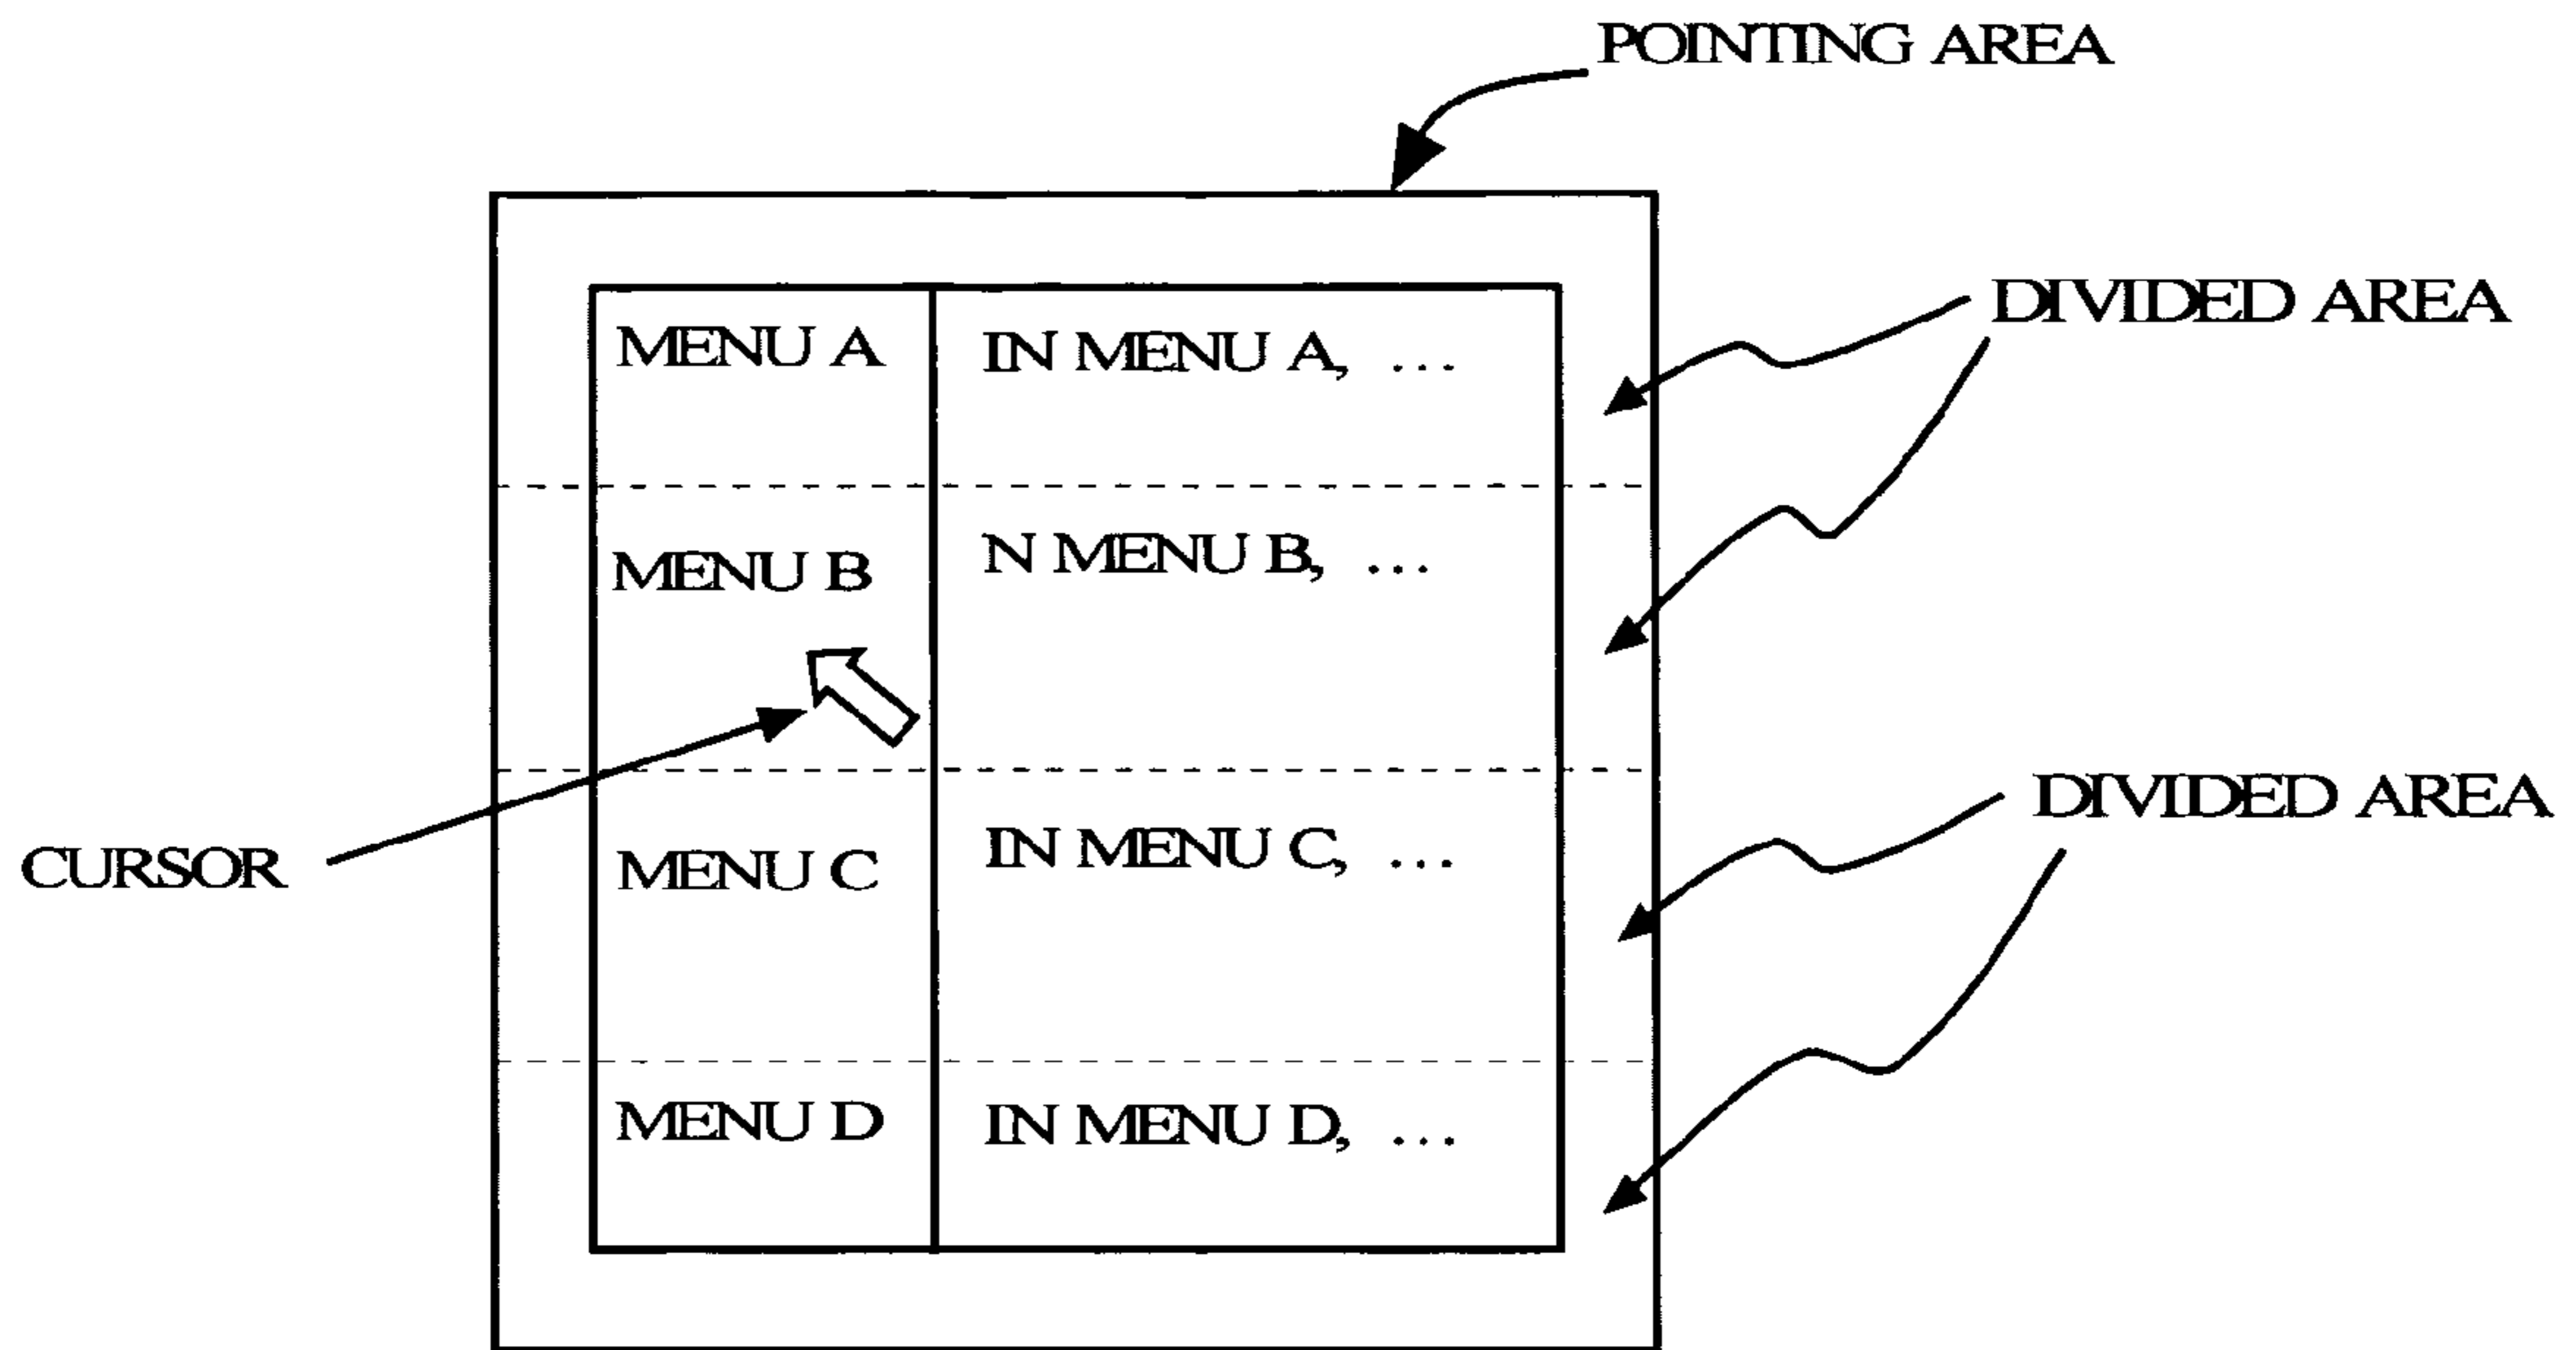 POINTING AREA
DIVIDED AREA
MENU A
IN MENU A, ...
MENU B
N MENU B, ...
DIVIDED AREA
CURSOR
MENU C
IN MENU C, ...
MENU D
IN MENU D, ...